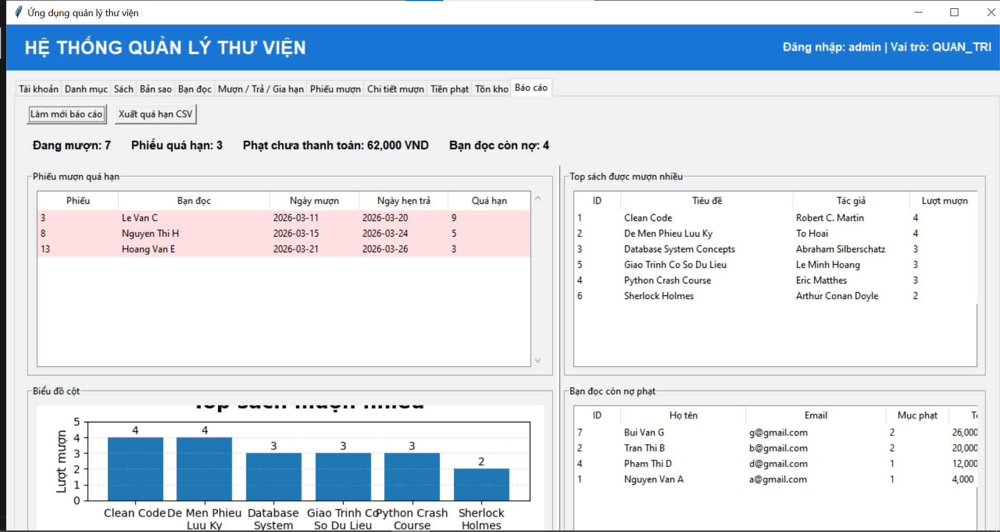 Ứng dụng quản lý thư viện
HỆ THỐNG QUẢN LÝ THƯ VIỆN
Đăng nhập: admin | Vai trò: QUAN_TRI
Tài khoản Danh mục Sách Bản sao Bạn đọc Mượn / Trả / Gia hạn Phiếu mượn Chi tiết mượn Tiền phạt Tồn kho Báo cáo
Làm mới báo cáo Xuất quá hạn CSV
Đang mượn: 7 Phiếu quá hạn: 3 Phạt chưa thanh toán: 62,000 VND Bạn đọc còn nợ: 4
Phiếu mượn quá hạn
Phiếu Bạn đọc Ngày mượn Ngày hẹn trả Quá hạn
3 Le Van C 2026-03-11 2026-03-20 9
8 Nguyen Thi H 2026-03-15 2026-03-24 5
13 Hoang Van E 2026-03-21 2026-03-26 3
Top sách được mượn nhiều
ID Tiêu đề Tác giả Lượt mượn
1 Clean Code Robert C. Martin 4
2 De Men Phieu Luu Ky To Hoai 4
3 Database System Concepts Abraham Silberschatz 3
5 Giao Trinh Co So Du Lieu Le Minh Hoang 3
4 Python Crash Course Eric Matthes 3
6 Sherlock Holmes Arthur Conan Doyle 2
Biểu đồ cột
Top sách mượn nhiều
Lượt mượn
5
4
3
2
1
0
4 4 3 3 3 2
Clean Code De Men Phieu Database Giao Trinh Co Python Crash Sherlock
Luu Ky System So Du Lieu Course Holmes
Bạn đọc còn nợ phạt
ID Họ tên Email Mục phạt
7 Bui Van G g@gmail.com 2 26,000
2 Tran Thi B b@gmail.com 2 20,000
4 Pham Thi D d@gmail.com 1 12,000
1 Nguyen Van A a@gmail.com 1 4,000